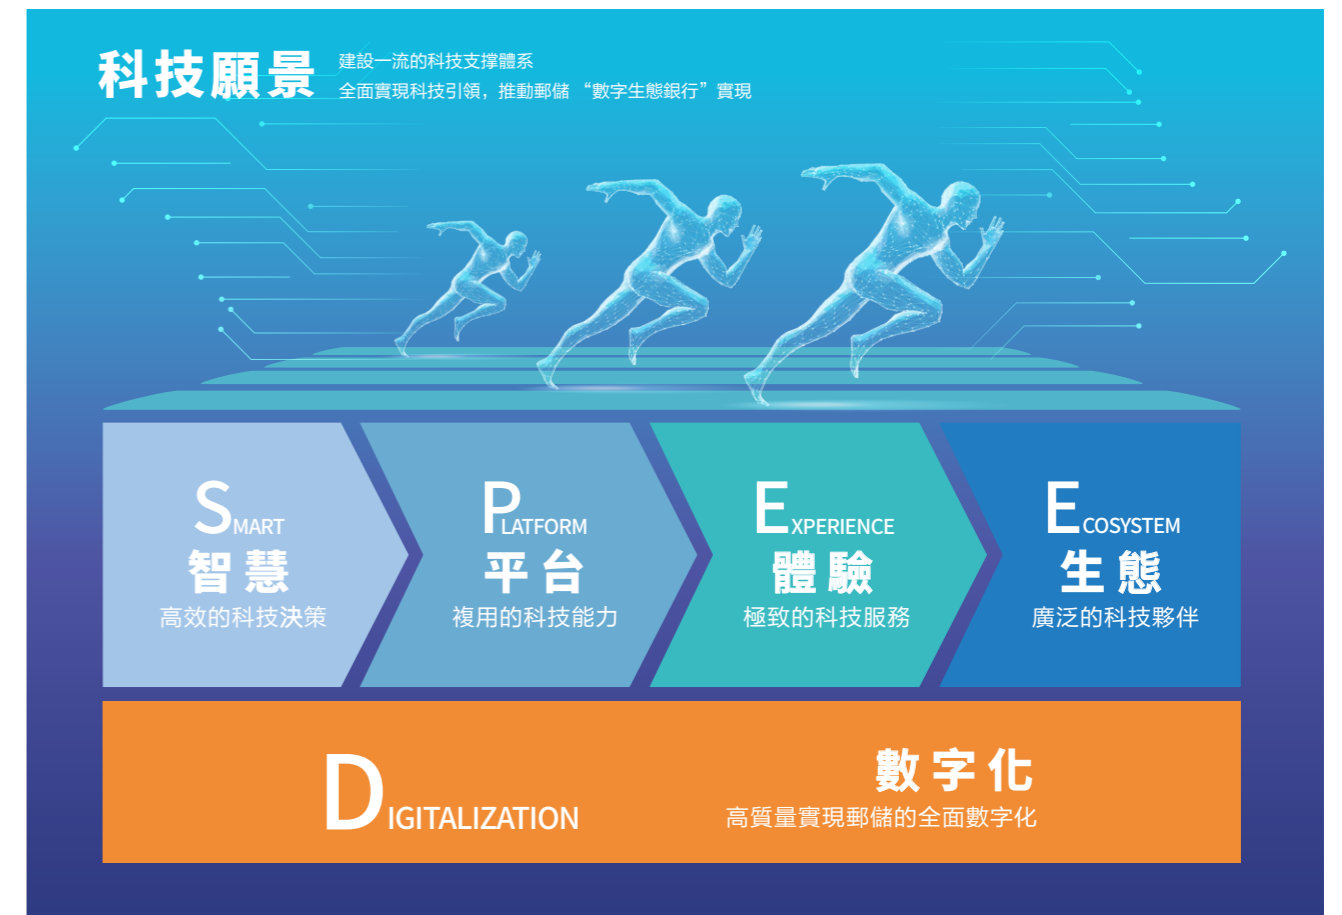 科技願景
建設一流的科技支撐體系
全面實現科技引領，推動郵儲“數字生態銀行”實現
SMART
智慧
高效的科技決策
PLATFORM
平台
複用的科技能力
EXPERIENCE
體驗
極致的科技服務
ECOSYSTEM
生態
廣泛的科技夥伴
DIGITALIZATION
數字化
高質量實現郵儲的全面數字化